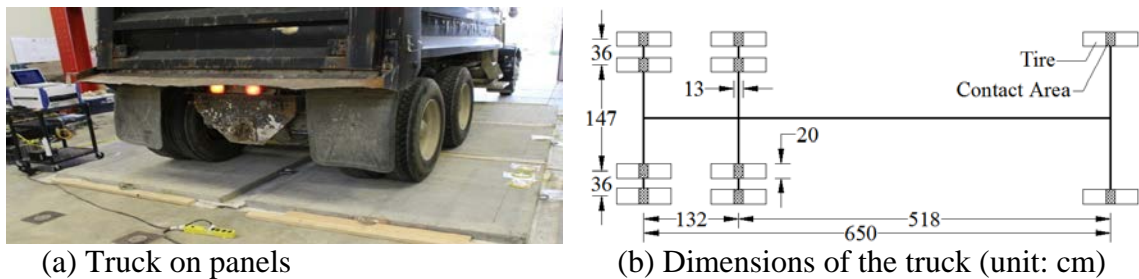 36
147
36
13
20
Tire
Contact Area
132
518
650
(a) Truck on panels
(b) Dimensions of the truck (unit: cm)